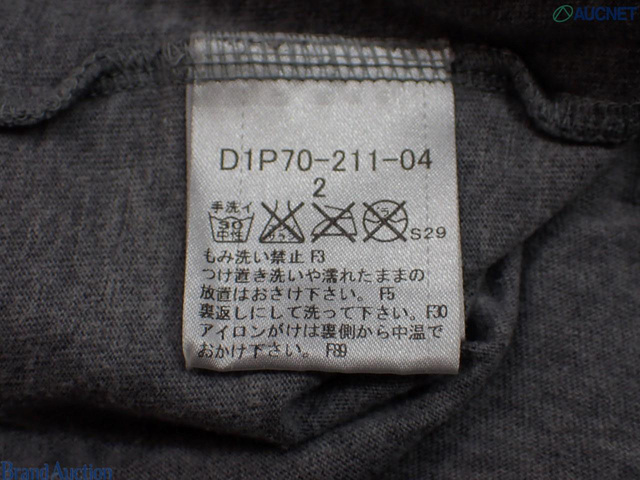 AUCNET
D1P70-211-04
2
手洗イ
30
中性
S29
もみ洗い禁止 F3
つけ置き洗いや濡れたままの
放置はおさけ下さい。 F5
裏返しにして洗って下さい。 F30
アイロンがけは裏側から中温で
おかけ下さい。 F89
Brand Auction